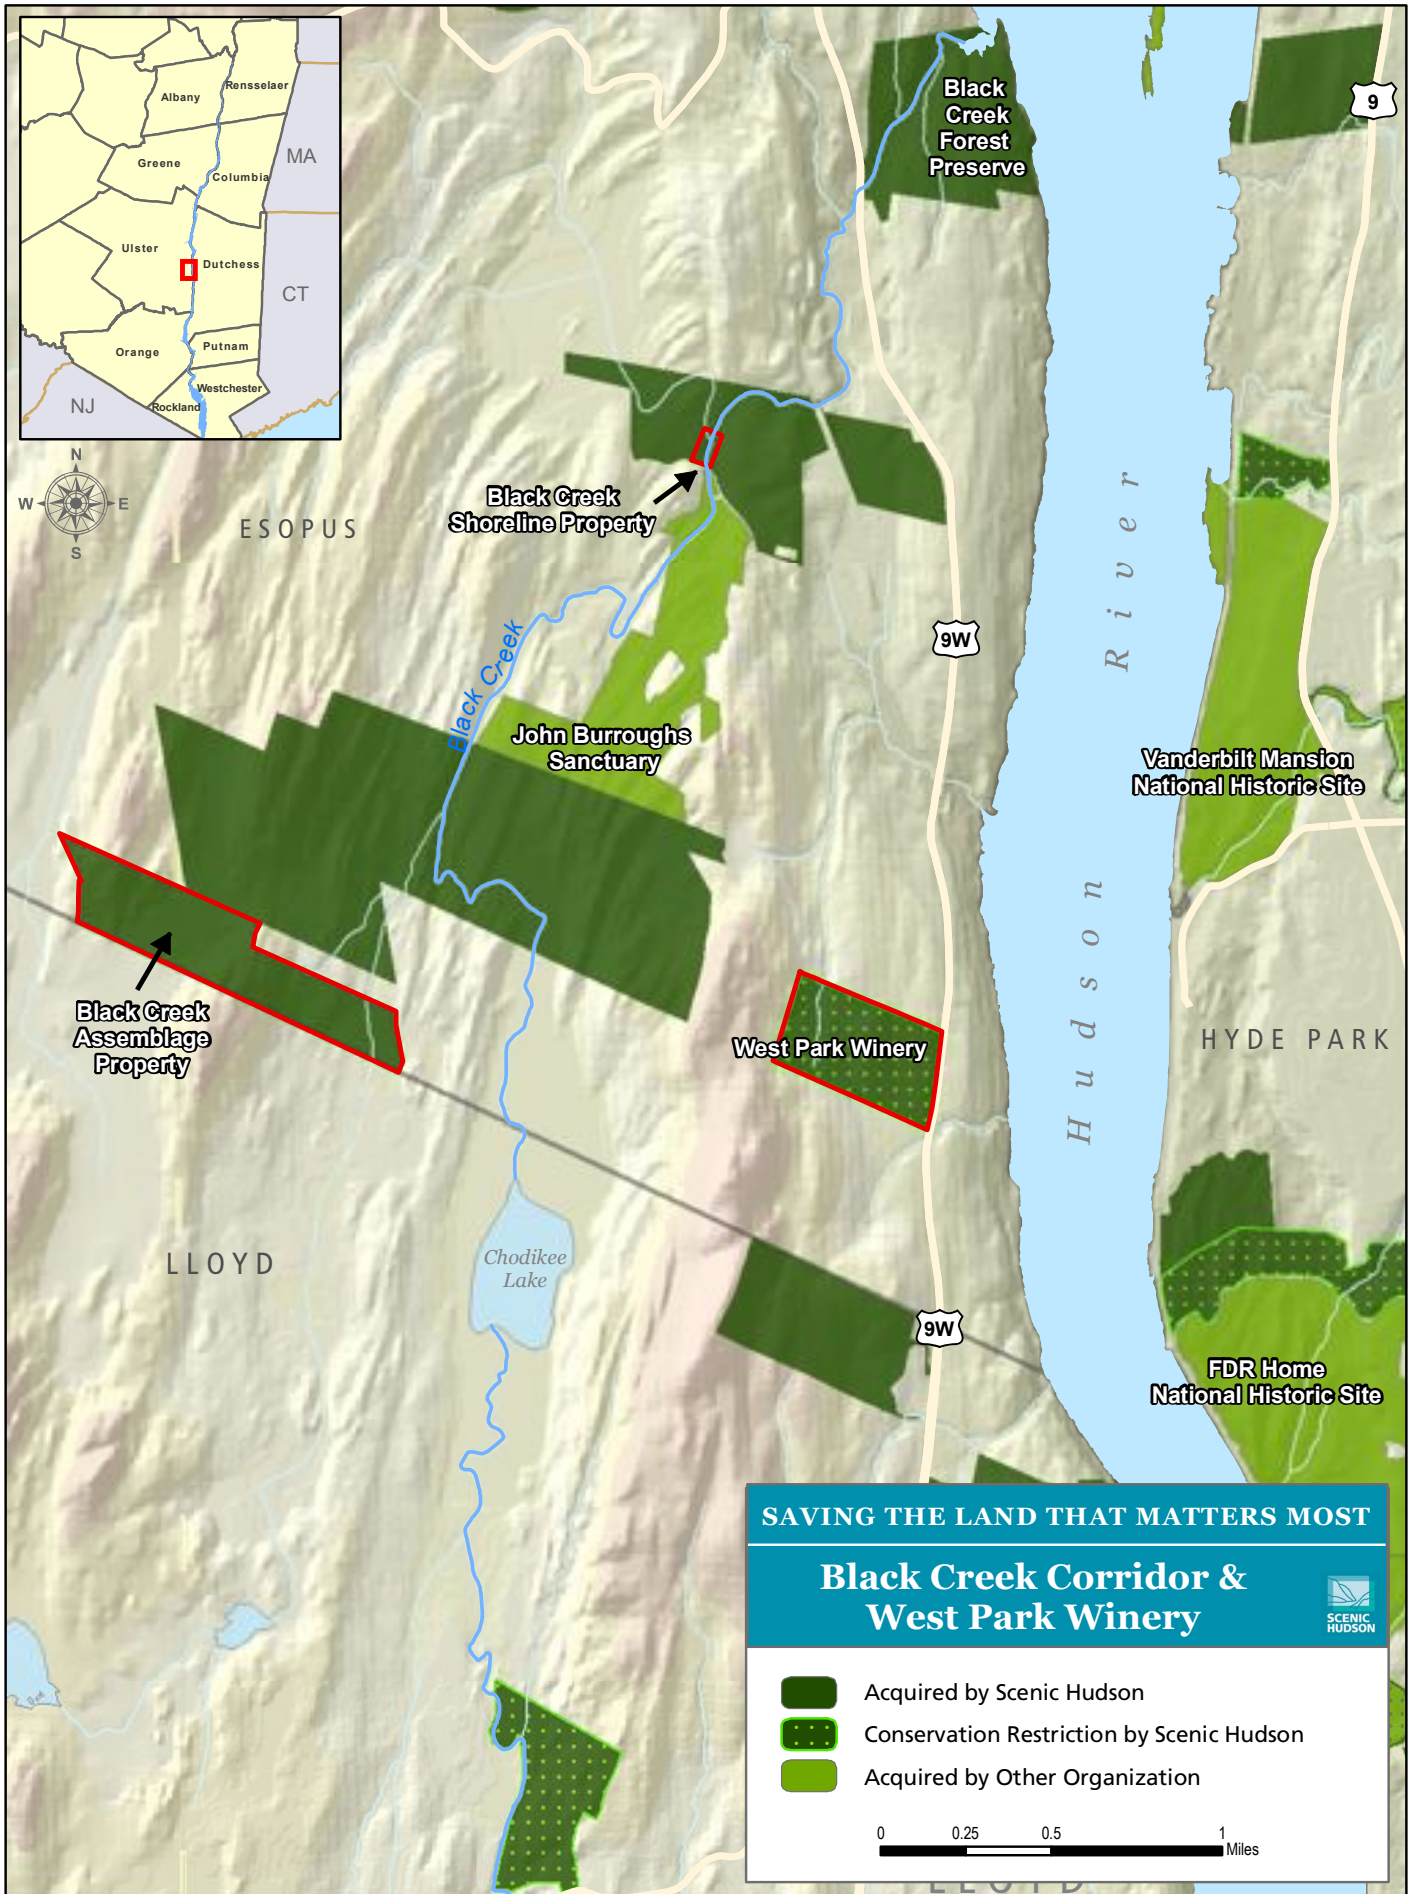 Albany
Rensselaer
Greene
Columbia
MA
Ulster
Dutchess
CT
Orange
Putnam
Westchester
Rockland
NJ
N
W
E
S
Black
Creek
Forest
Preserve
9
ESOPUS
Black Creek
Shoreline Property
Black Creek
9W
Hudson River
John Burroughs
Sanctuary
Vanderbilt Mansion
National Historic Site
Black Creek
Assemblage
Property
West Park Winery
HYDE PARK
LLOYD
Chodikee
Lake
9W
FDR Home
National Historic Site
SAVING THE LAND THAT MATTERS MOST
Black Creek Corridor &
West Park Winery
SCENIC
HUDSON
Acquired by Scenic Hudson
Conservation Restriction by Scenic Hudson
Acquired by Other Organization
0 0.25 0.5 1
Miles
LLOYD